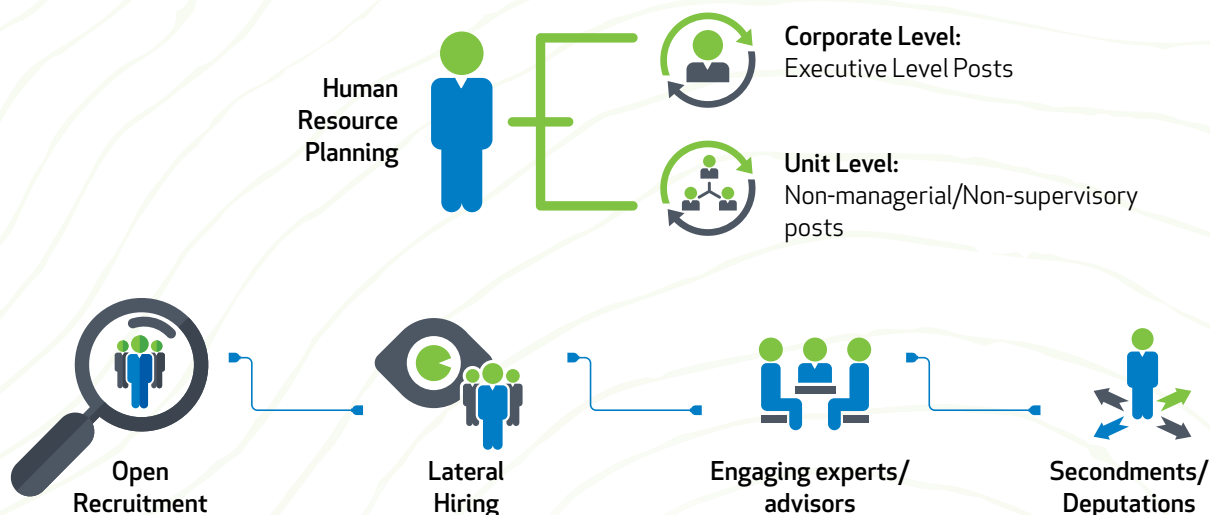 Human
Resource
Planning
Corporate Level:
Executive Level Posts
Unit Level:
Non-managerial/Non-supervisory
posts
Open
Recruitment
Lateral
Hiring
Engaging experts/
advisors
Secondments/
Deputations